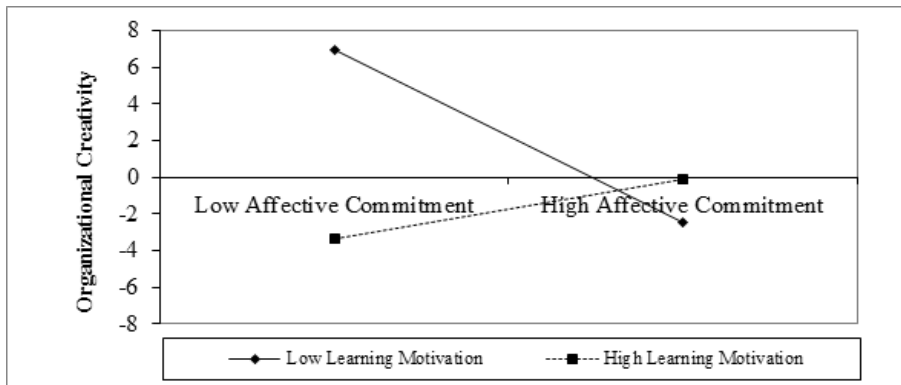 Organizational Creativity
8
6
4
2
0
-2
-4
-6
-8
Low Affective Commitment
High Affective Commitment
Low Learning Motivation
High Learning Motivation